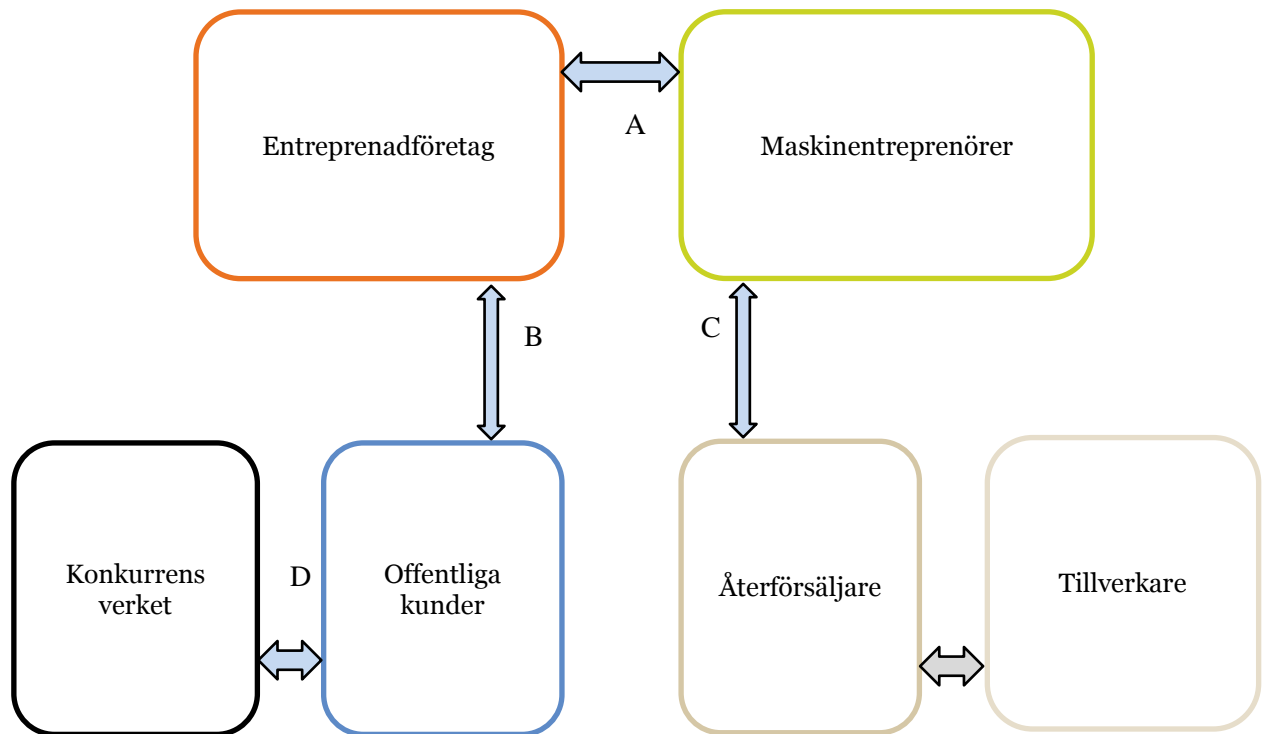 Entreprenadföretag
A
Maskinentreprenörer
B
C
Konkurrens
verket
D
Offentliga
kunder
Återförsäljare
Tillverkare